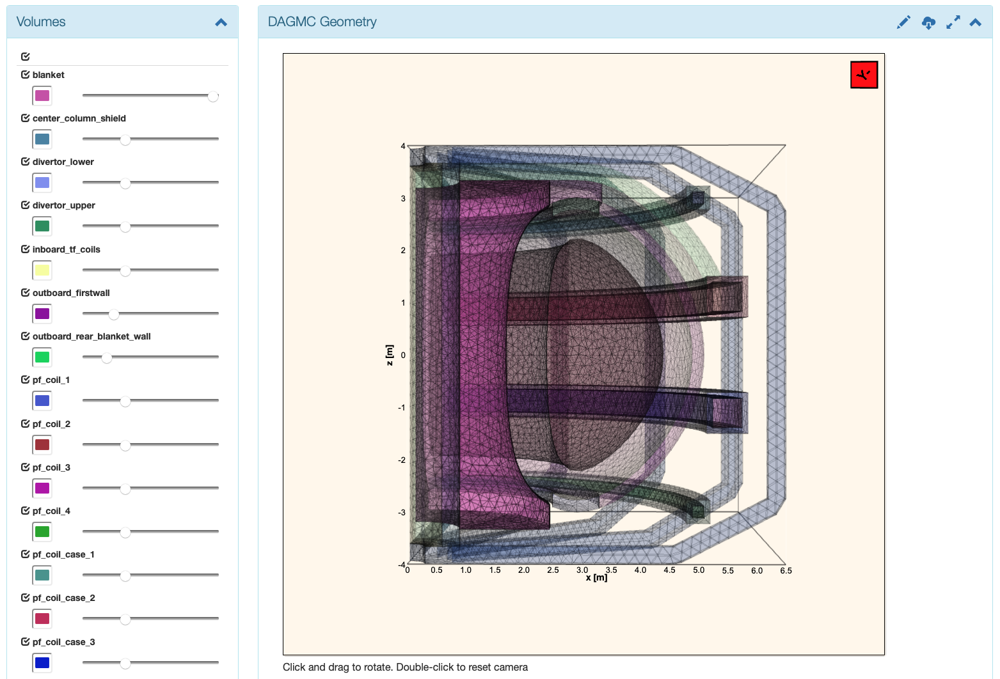 Volumes
blanket
center_column_shield
divertor_lower
divertor_upper
inboard_tf_coils
outboard_firstwall
outboard_rear_blanket_wall
pf_coil_1
pf_coil_2
pf_coil_3
pf_coil_4
pf_coil_case_1
pf_coil_case_2
pf_coil_case_3
DAGMC Geometry
Y
4
3
2
1
0
-1
-2
-3
-4
z [m]
0 0.5 1.0 1.5 2.0 2.5 3.0 3.5 4.0 4.5 5.0 5.5 6.0 6.5
x [m]
Click and drag to rotate. Double-click to reset camera